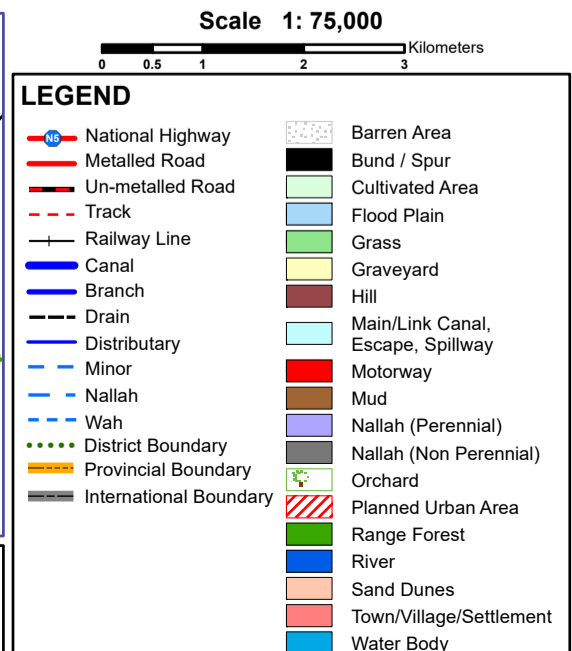 Scale 1: 75,000
Kilometers
0 0.5 1 2 3
LEGEND
N5 National Highway
Metalled Road
Un-metalled Road
Track
Railway Line
Canal
Branch
Drain
Distributary
Minor
Nallah
Wah
District Boundary
Provincial Boundary
International Boundary
Barren Area
Bund / Spur
Cultivated Area
Flood Plain
Grass
Graveyard
Hill
Main/Link Canal,
Escape, Spillway
Motorway
Mud
Nallah (Perennial)
Nallah (Non Perennial)
Orchard
Planned Urban Area
Range Forest
River
Sand Dunes
Town/Village/Settlement
Water Body